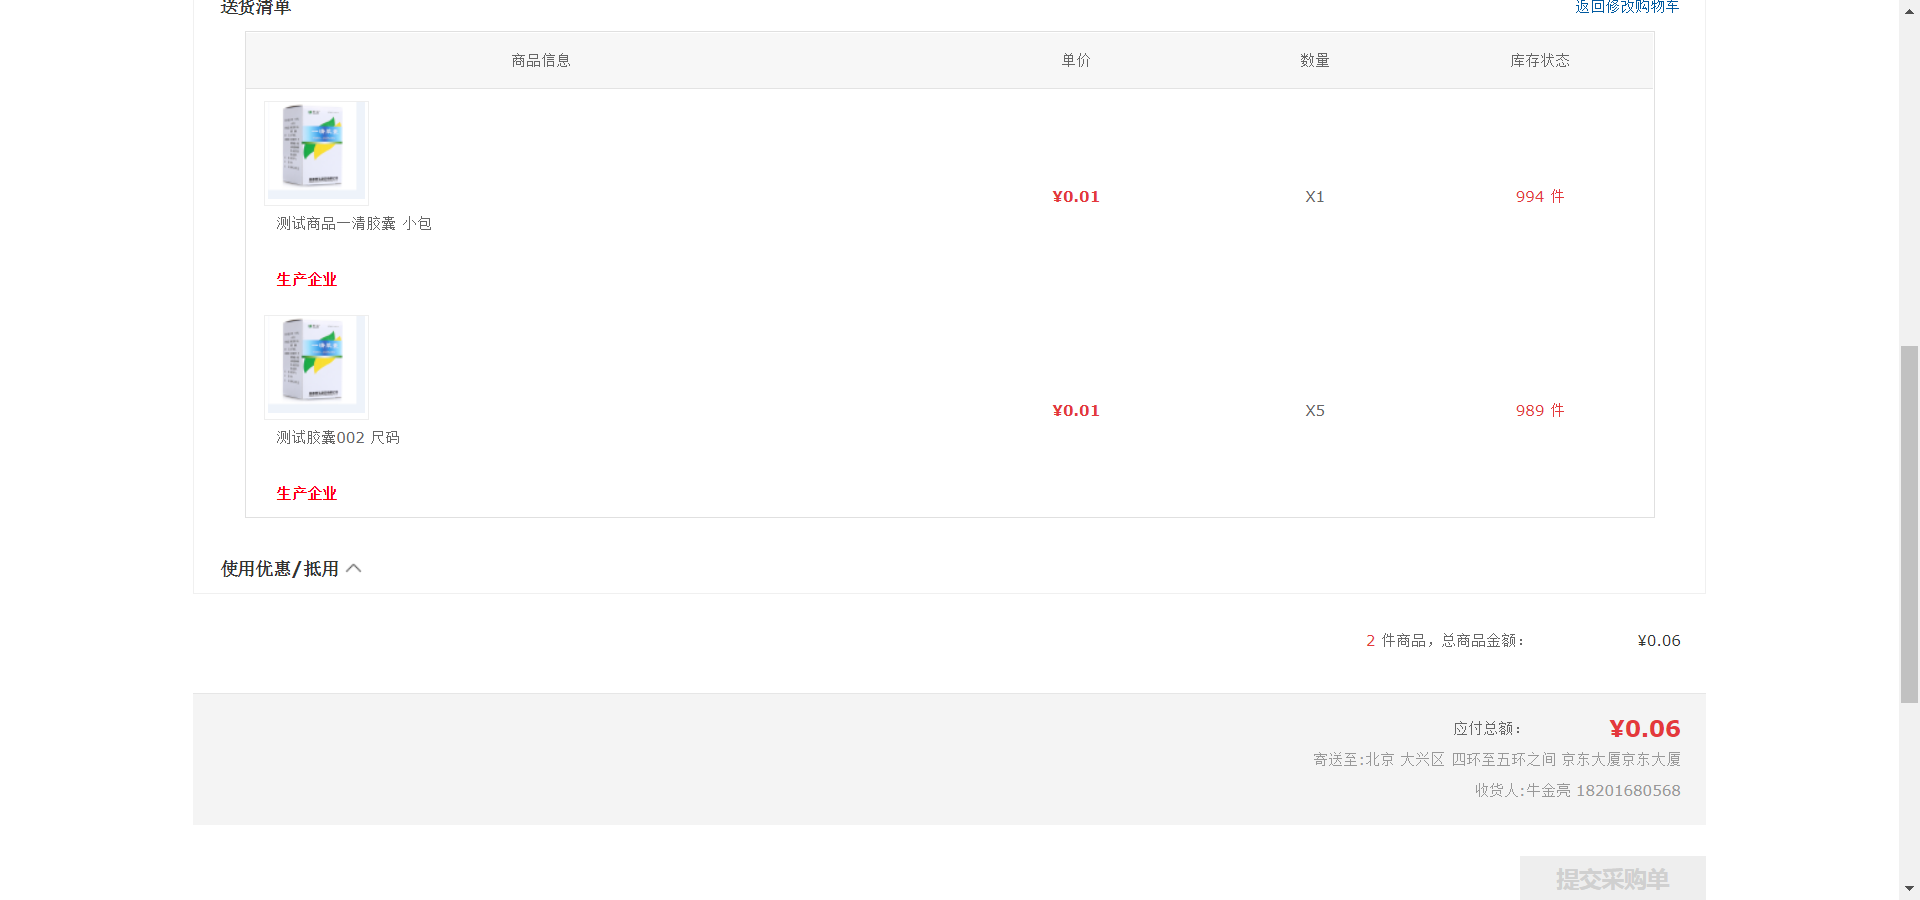 送货清单
返回修改购物车
商品信息 单价 数量 库存状态
¥0.01 X1 994 件
测试商品一清胶囊 小包
生产企业
¥0.01 X5 989 件
测试胶囊002 尺码
生产企业
使用优惠/抵用
2 件商品，总商品金额： ¥0.06
应付总额： ¥0.06
寄送至:北京 大兴区 四环至五环之间 京东大厦京东大厦
收货人:牛金亮 18201680568
提交采购单